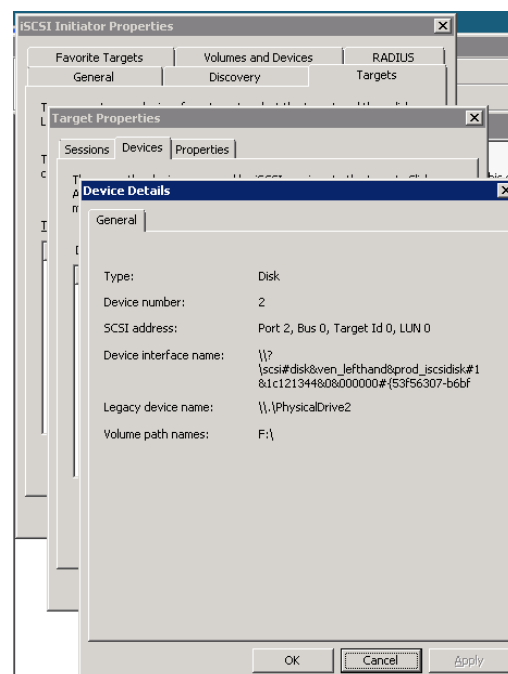 iSCSI Initiator Properties
Favorite Targets
Volumes and Devices
RADIUS
General
Discovery
Targets
Target Properties
Sessions
Devices
Properties
Device Details
General
Type: Disk
Device number: 2
SCSI address: Port 2, Bus 0, Target Id 0, LUN 0
Device interface name: \\?
\scsi#disk&ven_lefthand&prod_iscsidisk#1
&1c121344&0&000000#{53f56307-b6bf
Legacy device name: \\.\PhysicalDrive2
Volume path names: F:\
OK
Cancel
Apply